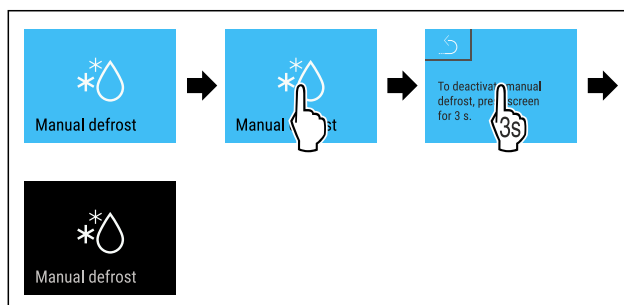 Manual defrost
Manual st
To deactivat manual
defrost, pre screen
for 3 s.
3s
Manual defrost